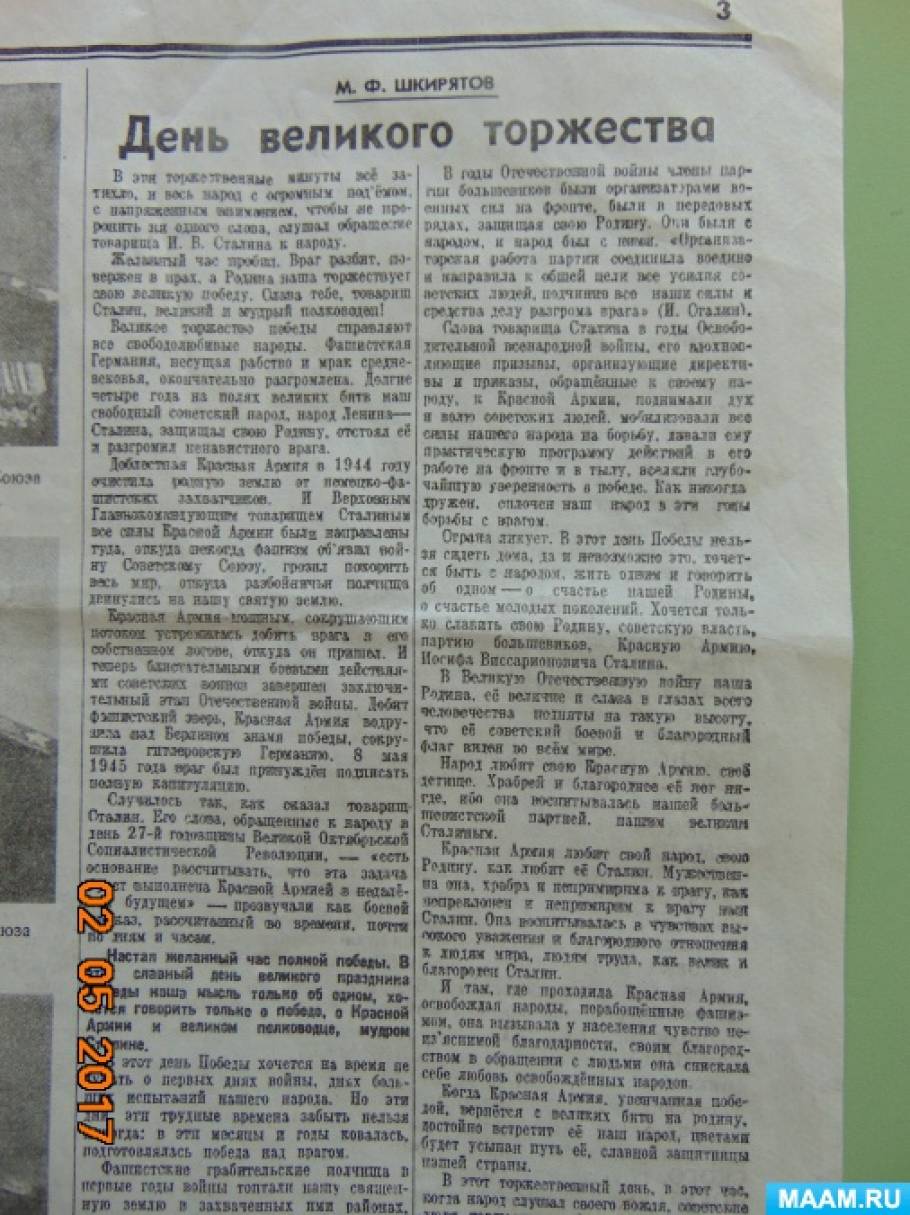 3
М. Ф. ШКИРЯТОВ
День великого торжества
В эти торжественные минуты всё за-
тихло, и весь народ с огромным под'ёмом,
с напряженным вниманием, чтобы не про-
ронить ни одного слова, слушал обращение
товарища И. В. Сталина к народу.
Желанный час пробил. Враг разбит, по-
вержен в прах, а Родина наша торжествует
свою великую победу. Слава тебе, товарищ
Сталин, великий и мудрый полководец!
Великое торжество победы справляют
все свободолюбивые народы. Фашистская
Германия, несущая рабство и мрак средне-
вековья, окончательно разгромлена. Долгие
четыре года на полях великих битв наш
свободный советский народ, народ Ленина—
Сталина, защищал свою Родину, отстоял её
и разгромил ненавистного врага.
Доблестная Красная Армия в 1944 году
очистила родную землю от немецко-фа-
шистских захватчиков. И Верховным
Главнокомандующим товарищем Сталиным
все силы Красной Армии были направлены
туда, откуда некогда фашизм об'явил вой-
ну Советскому Союзу, грозил покорить
весь мир, откуда разбойничьи полчища
двинулись на нашу святую землю.
Красная Армия мощным, сокрушающим
потоком устремилась добить врага в его
собственном логове, откуда он пришел. И
теперь блистательными боевыми действия-
ми советских воинов завершен заключи-
тельный этап Отечественной войны. Добит
фашистский зверь, Красная Армия водру-
зила над Берлином знамя победы, сокру-
шила гитлеровскую Германию. 8 мая
1945 года враг был принуждён подписать
полную капитуляцию.
Случилось так, как сказал товарищ
Сталин. Его слова, обращенные к народу в
день 27-й годовщины Великой Октябрьской
Социалистической Революции, — «есть
основание рассчитывать, что эта задача
ет выполнена Красной Армией в недалё-
будущем» — прозвучали как боевой
каз, рассчитанный во времени, почти
по дням и часам.
Настал желанный час полной победы. В
славный день великого праздника
еды наша мысль только об одном, хо-
тся говорить только о победе, о Красной
Армии и великом полководце, мудром
Сталине.
В этот день Победы хочется на время не
ать о первых днях войны, днях боль-
испытаний нашего народа. Но эти
дни, эти трудные времена забыть нельзя
огда: в эти месяцы и годы ковалась,
подготовлялась победа над врагом.
Фашистские грабительские полчища в
первые годы войны топтали нашу священ-
ную землю в захваченных ими районах,
В годы Отечественной войны члены пар-
тии большевиков были организаторами во-
енных сил на фронте, были в передовых
рядах, защищая свою Родину. Они были с
народом, и народ был с ними. «Организа-
торская работа партии соединила воедино
и направила к общей цели все усилия со-
ветских людей, подчинив все наши силы и
средства делу разгрома врага» (И. Сталин).
Слова товарища Сталина в годы Освобо-
дительной всенародной войны, его вдохнов-
ляющие призывы, организующие директи-
вы и приказы, обращённые к своему на-
роду, к Красной Армии, поднимали дух
и волю советских людей, мобилизовали все
силы нашего народа на борьбу, давали ему
практическую программу действий в его
работе на фронте и в тылу, вселяли глубо-
чайшую уверенность в победе. Как никогда
дружен, сплочен наш народ в эти годы
борьбы с врагом.
Страна ликует. В этот день Победы нель-
зя сидеть дома, да и невозможно это, хочет-
ся быть с народом, жить одним и говорить
об одном — о счастье нашей Родины,
о счастье молодых поколений. Хочется толь-
ко славить свою Родину, советскую власть,
партию большевиков, Красную Армию,
Иосифа Виссарионовича Сталина.
В Великую Отечественную войну наша
Родина, её величие и слава в глазах всего
человечества подняты на такую высоту,
что её советский боевой и благородный
флаг виден во всём мире.
Народ любит свою Красную Армию, своё
детище. Храбрей и благороднее её нет ни-
где, ибо она воспитывалась нашей боль-
шевистской партией, нашим великим
Сталиным.
Красная Армия любит свой народ, свою
Родину, как любит её Сталин. Мужествен-
на она, храбра и непримирима к врагу, как
непреклонен и непримирим к врагу наш
Сталин. Она воспитывалась в чувствах вы-
сокого уважения и благородного отношения
к людям мира, людям труда, как велик и
благороден Сталин.
И там, где проходила Красная Армия,
освобождая народы, порабощённые фашиз-
мом, она вызывала у населения чувство не-
из'яснимой благодарности, своим благород-
ством в обращении с людьми она снискала
себе любовь освобождённых народов.
Когда Красная Армия, увенчанная побе-
дой, вернётся с великих битв на родину,
достойно встретит её наш народ, цветами
будет усыпан путь её, славной защитницы
нашей страны.
В этот торжественный день, в этот час,
когда народ слушал своего вождя, советские
Союза
оюза
02 05 2017
MAAM.RU